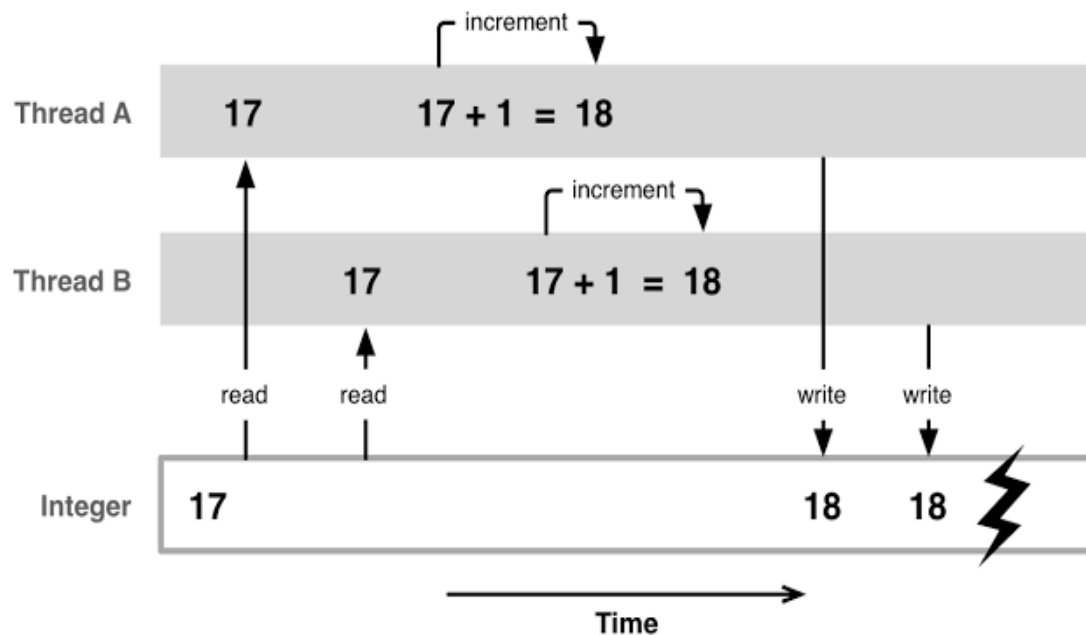 increment
Thread A 17 17 + 1 = 18
increment
Thread B 17 17 + 1 = 18
read read write write
Integer 17 18 18
Time